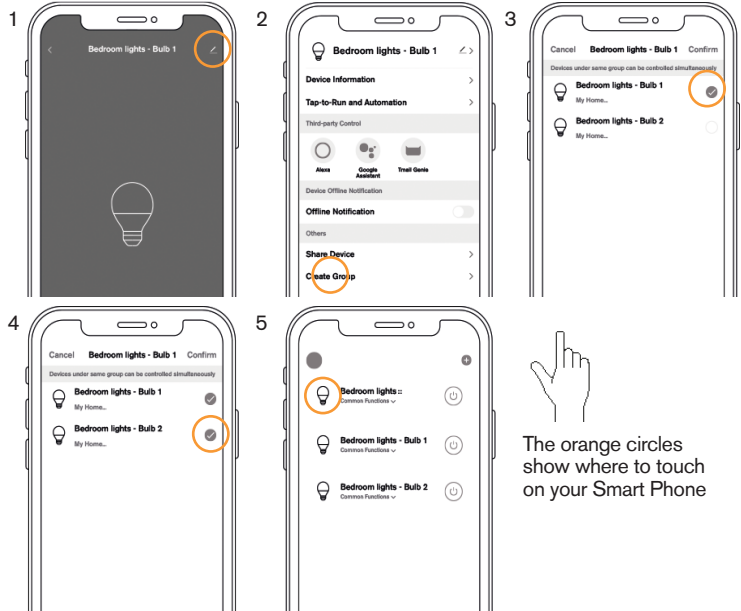 1
Bedroom lights - Bulb 1
2
Bedroom lights - Bulb 1
Device Information
Tap-to-Run and Automation
Third-party Control
Alexa
Google
Assistant
Tmall Genie
Device Offline Notification
Offline Notification
Others
Share Device
Create Group
3
Cancel Bedroom lights - Bulb 1 Confirm
Devices under same group can be controlled simultaneously
Bedroom lights - Bulb 1
My Home...
Bedroom lights - Bulb 2
My Home...
4
Cancel Bedroom lights - Bulb 1 Confirm
Devices under same group can be controlled simultaneously
Bedroom lights - Bulb 1
My Home...
Bedroom lights - Bulb 2
My Home...
5
Bedroom lights
Common Functions
Bedroom lights - Bulb 1
Common Functions
Bedroom lights - Bulb 2
Common Functions
The orange circles
show where to touch
on your Smart Phone